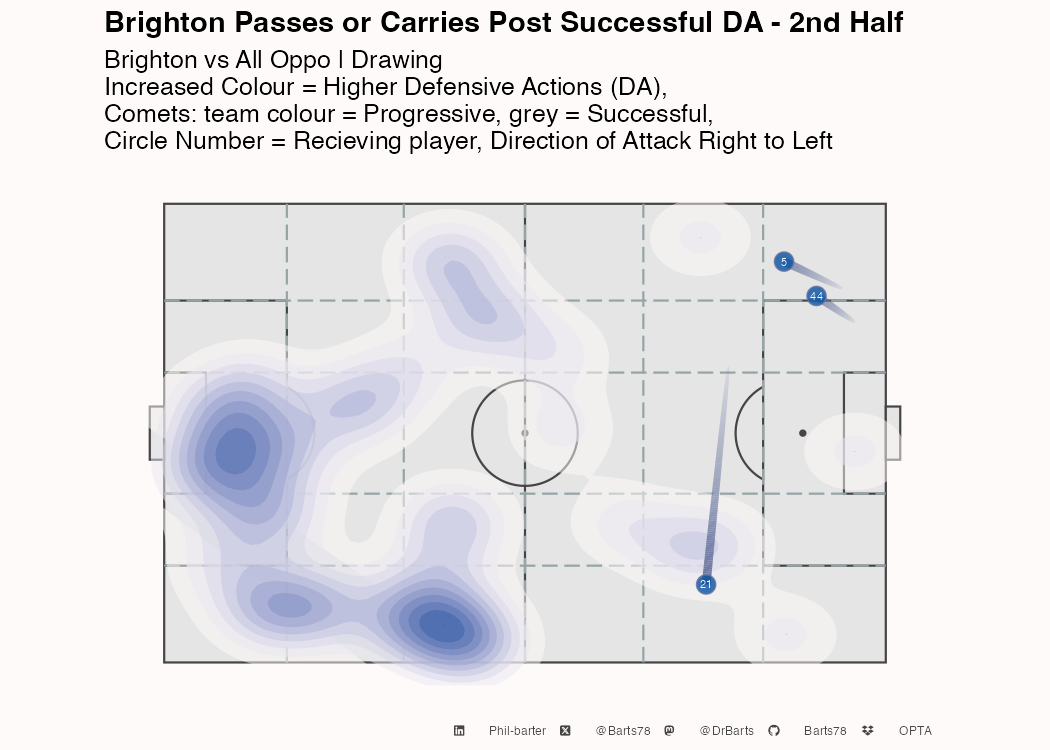 Brighton Passes or Carries Post Successful DA - 2nd Half
Brighton vs All Oppo | Drawing
Increased Colour = Higher Defensive Actions (DA),
Comets: team colour = Progressive, grey = Successful,
Circle Number = Recieving player, Direction of Attack Right to Left
5
44
21
Phil-barter @Barts78 @DrBarts Barts78 OPTA